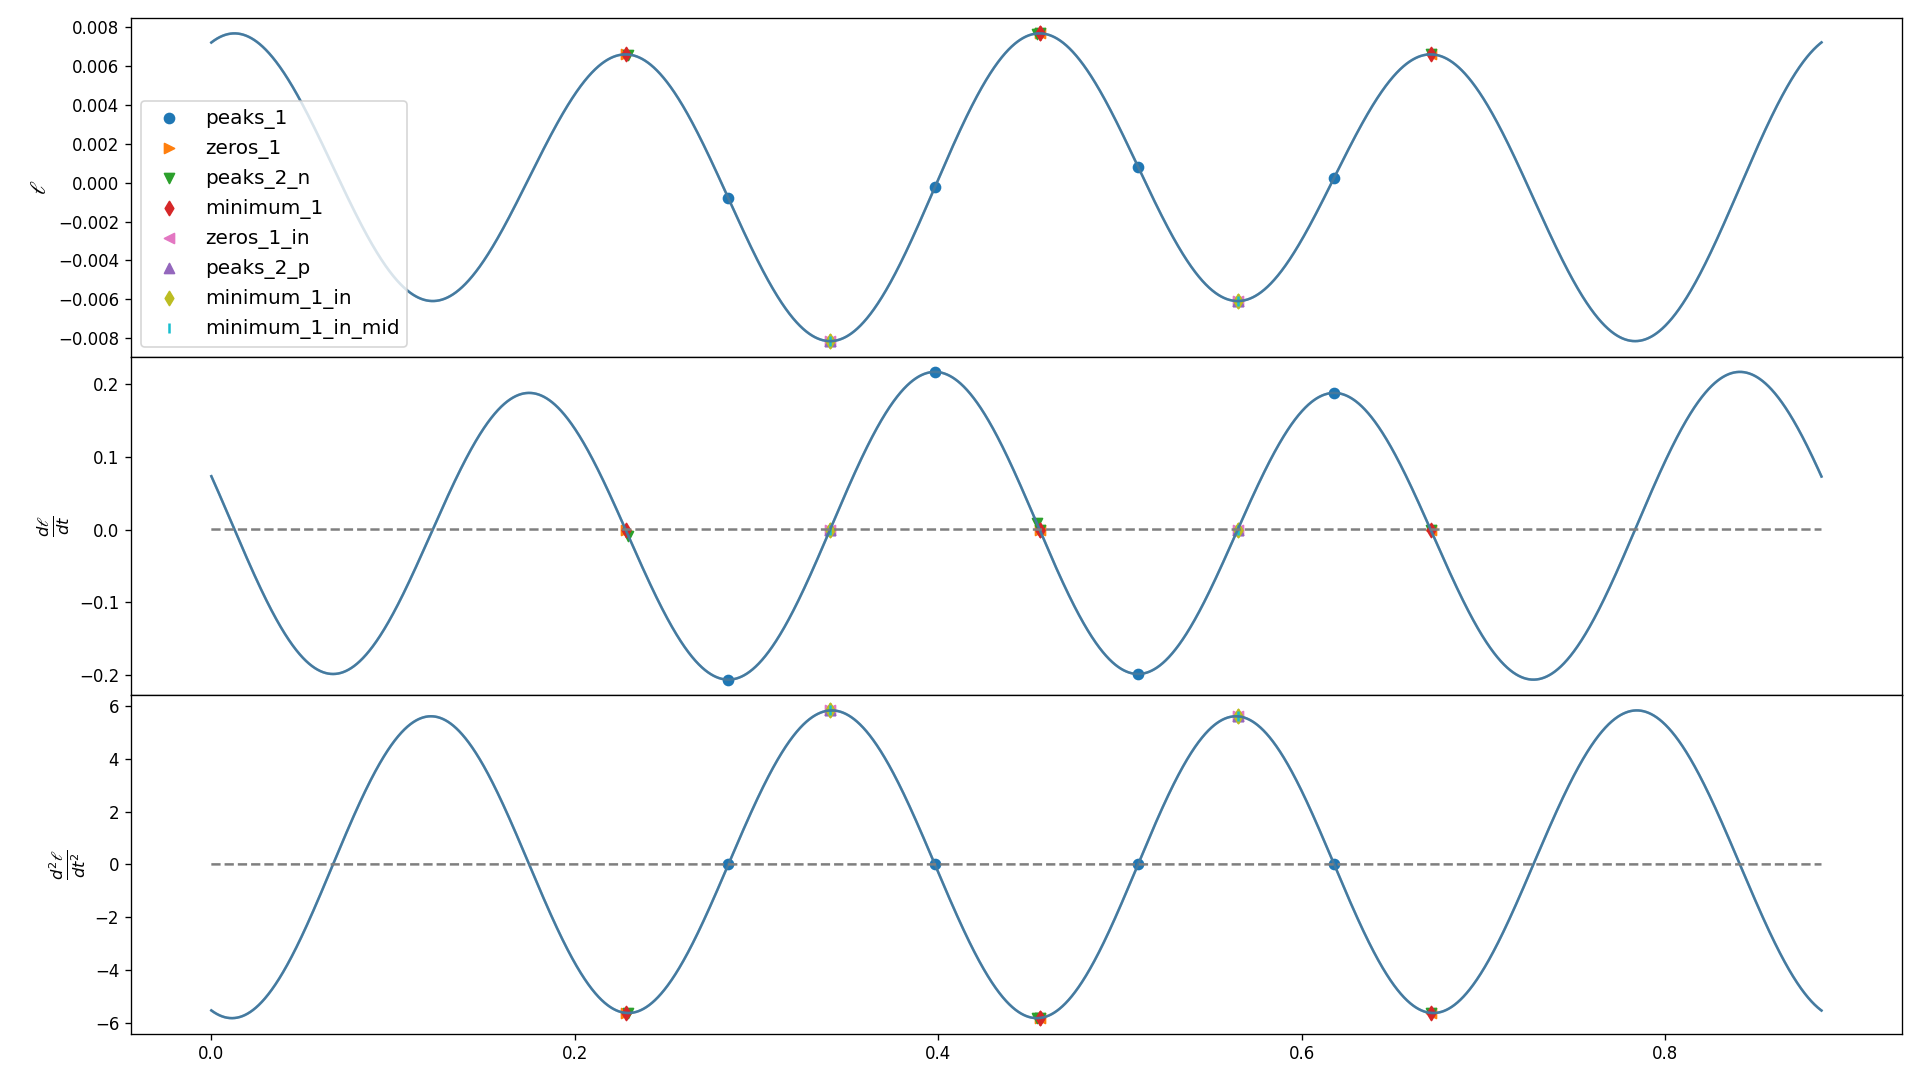 0.008
0.006
0.004
0.002
0.000
−0.002
−0.004
−0.006
−0.008
ℓ
peaks_1
zeros_1
peaks_2_n
minimum_1
zeros_1_in
peaks_2_p
minimum_1_in
minimum_1_in_mid
0.2
0.1
0.0
−0.1
−0.2
dℓ
dt
6
4
2
0
−2
−4
−6
d²ℓ
dt²
0.0 0.2 0.4 0.6 0.8